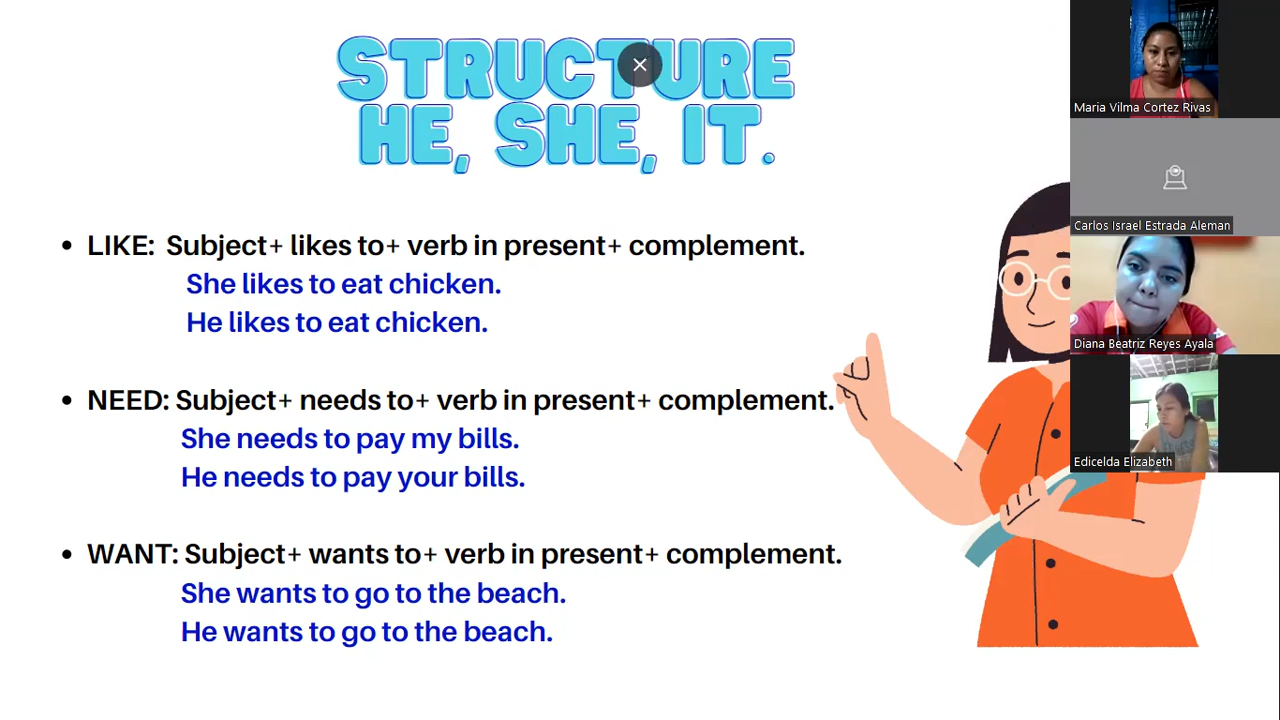 STRUCTURE
HE, SHE, IT.
• LIKE: Subject+ likes to+ verb in present+ complement.
She likes to eat chicken.
He likes to eat chicken.
• NEED: Subject+ needs to+ verb in present+ complement.
She needs to pay my bills.
He needs to pay your bills.
• WANT: Subject+ wants to+ verb in present+ complement.
She wants to go to the beach.
He wants to go to the beach.
Maria Vilma Cortez Rivas
Carlos Israel Estrada Aleman
Diana Beatriz Reyes Ayala
Edicelda Elizabeth